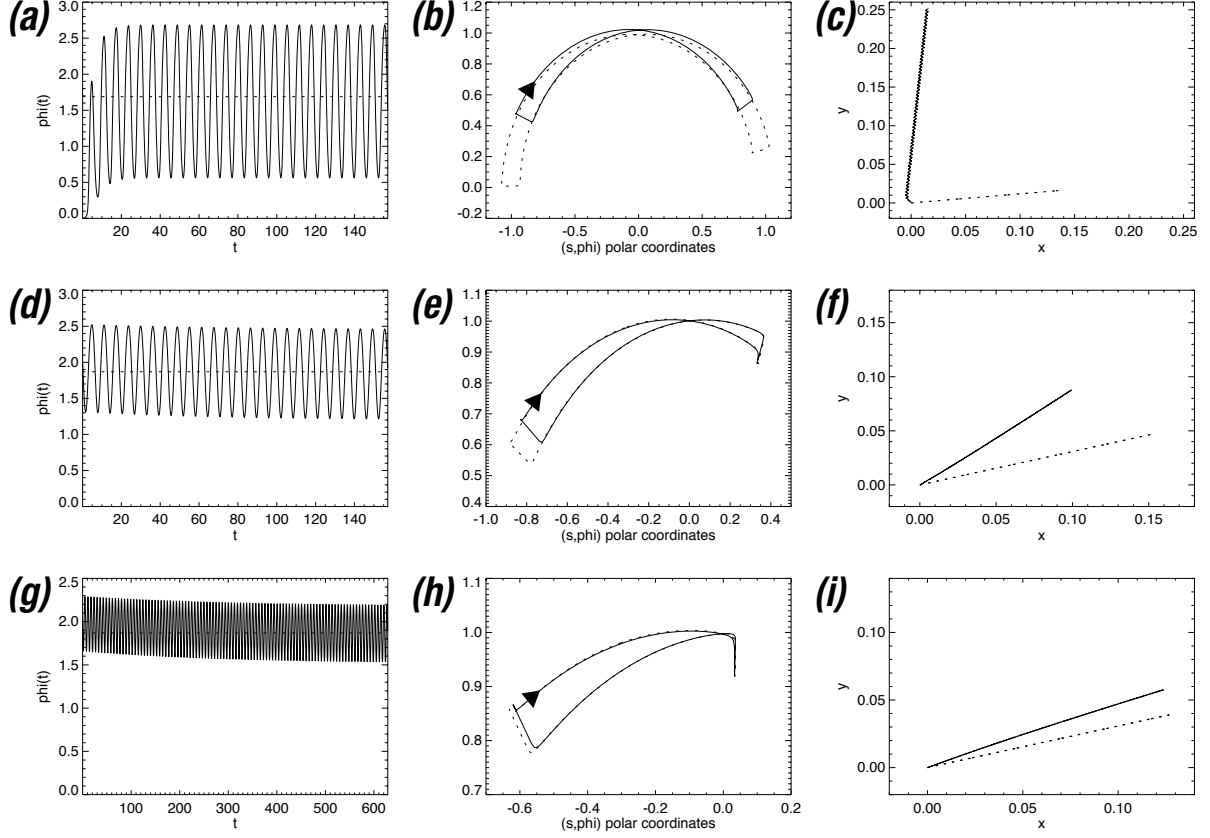 (a)
phi(t)
3.0
2.5
2.0
1.5
1.0
0.5
0.0
20 40 60 80 100 120 140
t
(b)
1.2
1.0
0.8
0.6
0.4
0.2
0.0
-0.2
-1.0 -0.5 0.0 0.5 1.0
(s,phi) polar coordinates
(c)
y
0.25
0.20
0.15
0.10
0.05
0.00
0.00 0.05 0.10 0.15 0.20 0.25
x
(d)
phi(t)
3.0
2.5
2.0
1.5
1.0
0.5
0.0
20 40 60 80 100 120 140
t
(e)
1.1
1.0
0.9
0.8
0.7
0.6
0.5
0.4
-1.0 -0.8 -0.6 -0.4 -0.2 0.0 0.2 0.4
(s,phi) polar coordinates
(f)
y
0.15
0.10
0.05
0.00
0.00 0.05 0.10 0.15
x
(g)
phi(t)
2.5
2.0
1.5
1.0
0.5
0.0
100 200 300 400 500 600
t
(h)
1.1
1.0
0.9
0.8
0.7
-0.6 -0.4 -0.2 0.0 0.2
(s,phi) polar coordinates
(i)
y
0.10
0.05
0.00
0.00 0.05 0.10
x